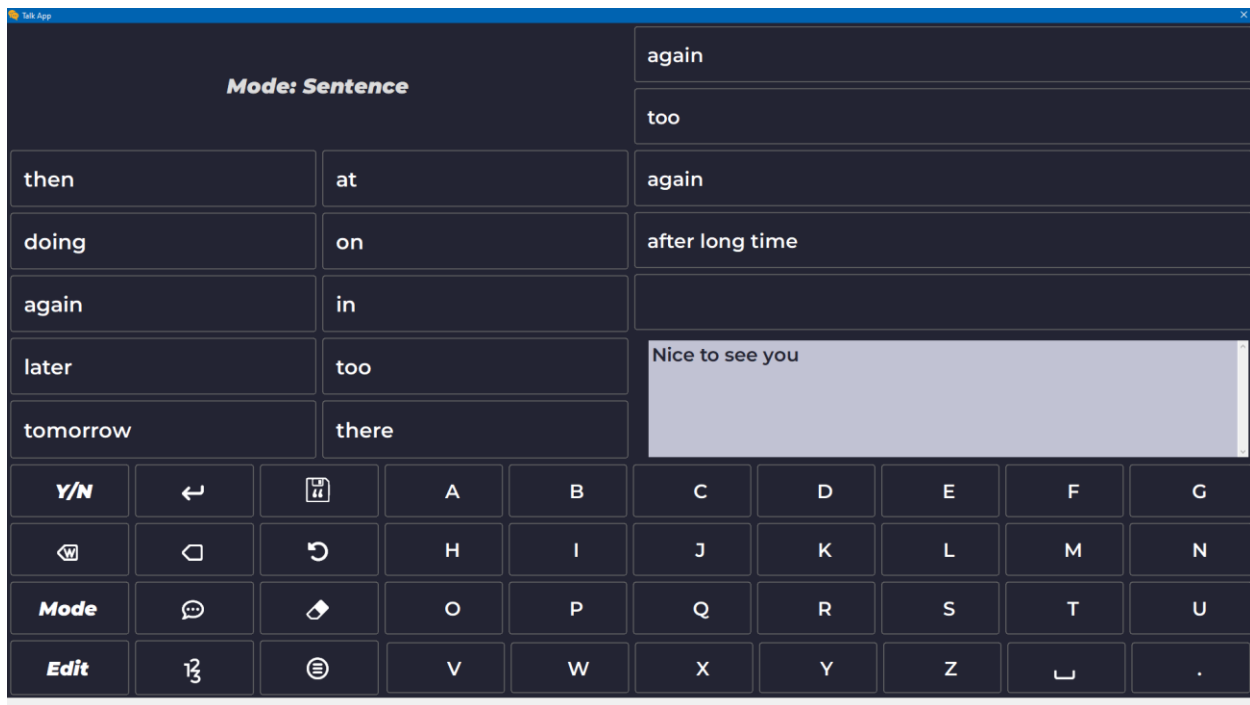 Talk App
Mode: Sentence
again
too
again
after long time
Nice to see you
then at
doing on
again in
later too
tomorrow there
Y/N A B C D E F G
W H I J K L M N
Mode O P Q R S T U
Edit 123 V W X Y Z .